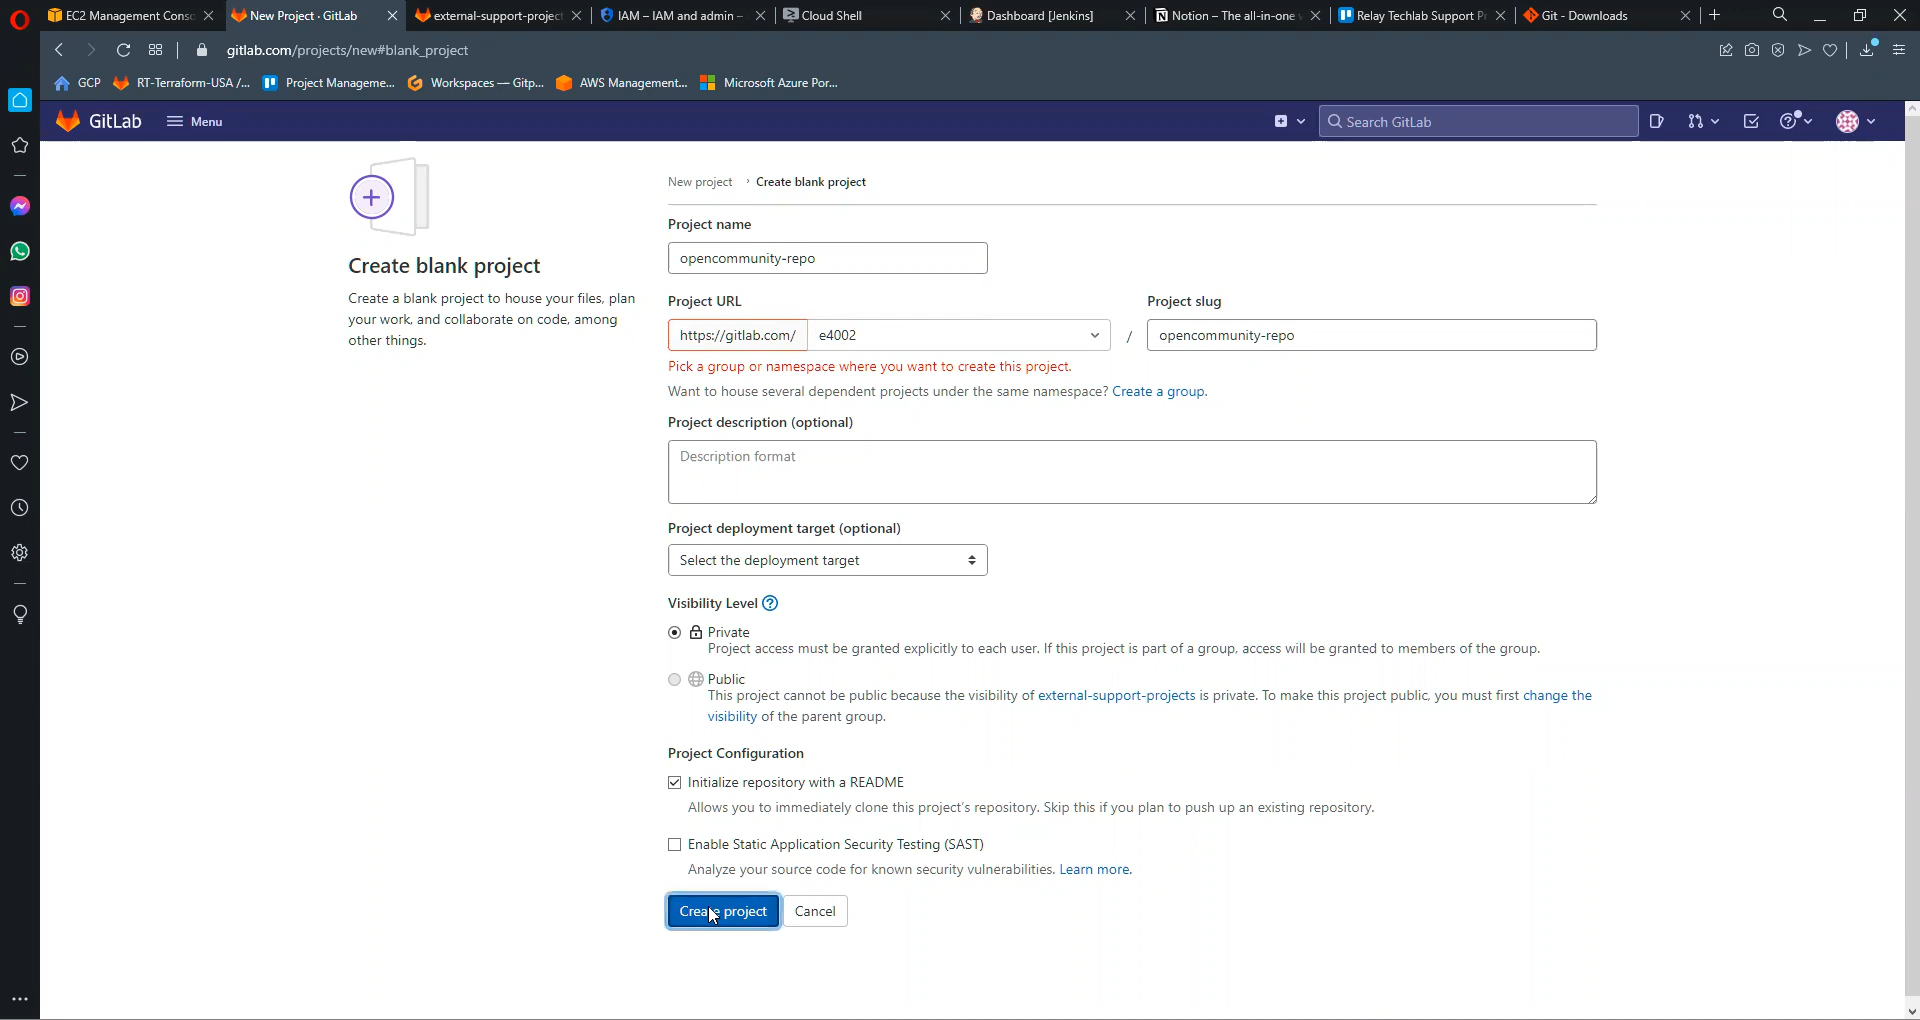 EC2 Management Consc
New Project · GitLab
external-support-project
IAM – IAM and admin –
Cloud Shell
Dashboard [Jenkins]
Notion – The all-in-one
Relay Techlab Support P
Git - Downloads
gitlab.com/projects/new#blank_project
GCP
RT-Terraform-USA /...
Project Manageme...
Workspaces — Gitp...
AWS Management...
Microsoft Azure Por...
GitLab
Menu
Search GitLab
New project › Create blank project
Create blank project
Create a blank project to house your files, plan
your work, and collaborate on code, among
other things.
Project name
opencommunity-repo
Project URL
Project slug
https://gitlab.com/ e4002 / opencommunity-repo
Pick a group or namespace where you want to create this project.
Want to house several dependent projects under the same namespace? Create a group.
Project description (optional)
Description format
Project deployment target (optional)
Select the deployment target
Visibility Level
Private
Project access must be granted explicitly to each user. If this project is part of a group, access will be granted to members of the group.
Public
This project cannot be public because the visibility of external-support-projects is private. To make this project public, you must first change the
visibility of the parent group.
Project Configuration
Initialize repository with a README
Allows you to immediately clone this project's repository. Skip this if you plan to push up an existing repository.
Enable Static Application Security Testing (SAST)
Analyze your source code for known security vulnerabilities. Learn more.
Create project
Cancel